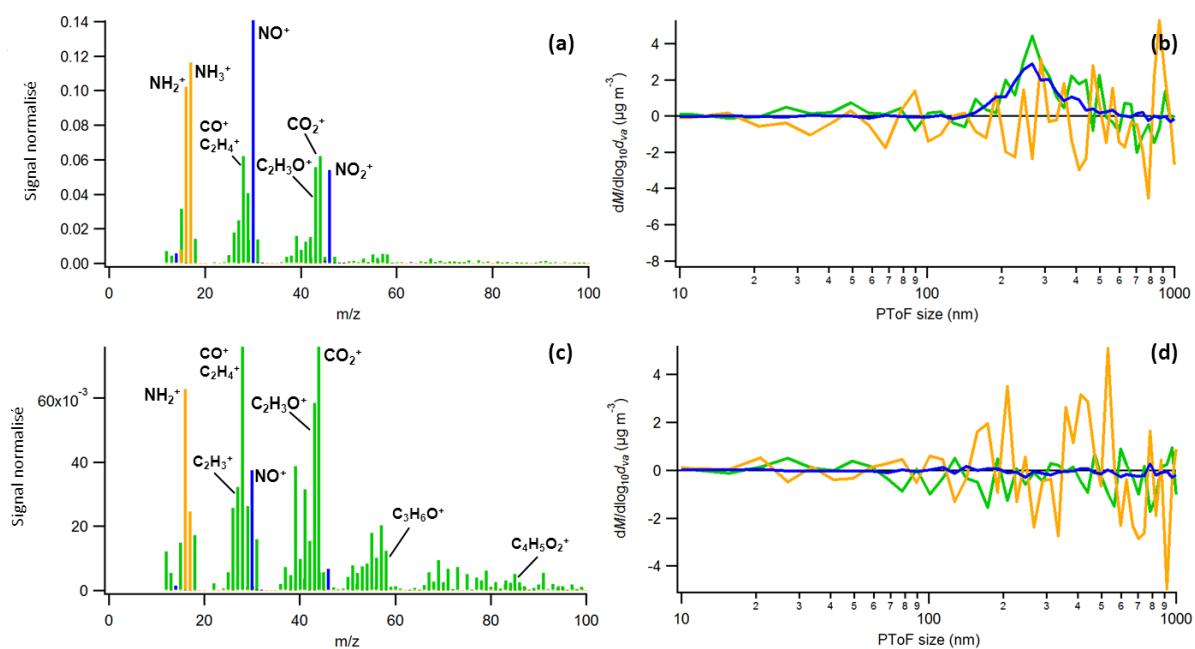 0.14
0.12
0.10
0.08
0.06
0.04
0.02
0.00
Signal normalisé
NH₂⁺
NH₃⁺
NO⁺
CO⁺
C₂H₄⁺
CO₂⁺
C₂H₃O⁺
NO₂⁺
(a)
0 20 40 60 80 100
m/z
4
2
0
-2
-4
-6
-8
dM/dlog₁₀dva (µg m⁻³)
(b)
10 2 3 4 5 6 7 8 9 100 2 3 4 5 6 7 8 9 1000
PToF size (nm)
60x10⁻³
40
20
0
Signal normalisé
CO⁺
C₂H₄⁺
CO₂⁺
NH₂⁺
C₂H₃O⁺
C₂H₃⁺
NO⁺
C₃H₆O⁺
C₄H₅O₂⁺
(c)
0 20 40 60 80 100
m/z
4
2
0
-2
-4
dM/dlog₁₀dva (µg m⁻³)
(d)
10 2 3 4 5 6 7 8 9 100 2 3 4 5 6 7 8 9 1000
PToF size (nm)